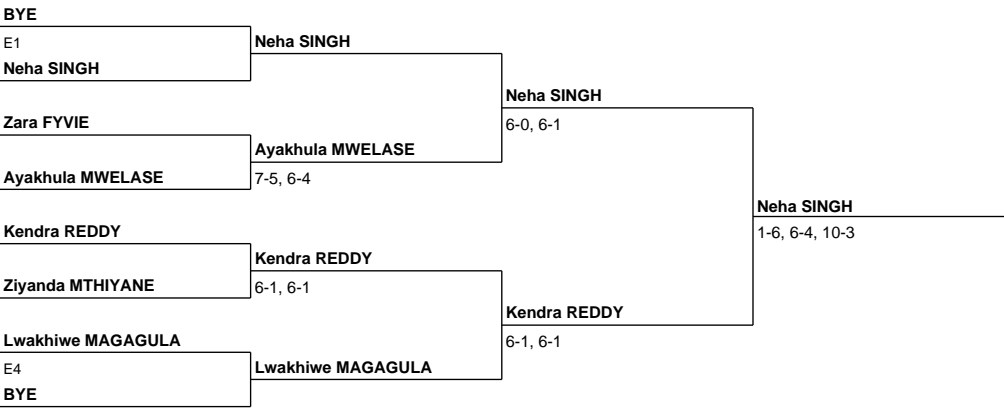 BYE
E1
Neha SINGH
Neha SINGH
Zara FYVIE
Ayakhula MWELASE
Ayakhula MWELASE
7-5, 6-4
Neha SINGH
6-0, 6-1
Kendra REDDY
Ziyanda MTHIYANE
Kendra REDDY
6-1, 6-1
Lwakhiwe MAGAGULA
E4
BYE
Lwakhiwe MAGAGULA
Kendra REDDY
6-1, 6-1
Neha SINGH
1-6, 6-4, 10-3